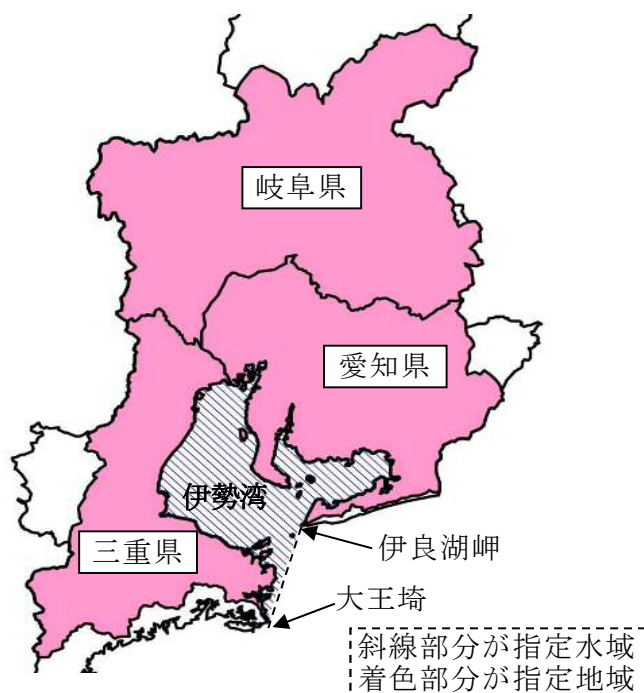 岐阜県
愛知県
伊勢湾
三重県
伊良湖岬
大王埼
斜線部分が指定水域
着色部分が指定地域